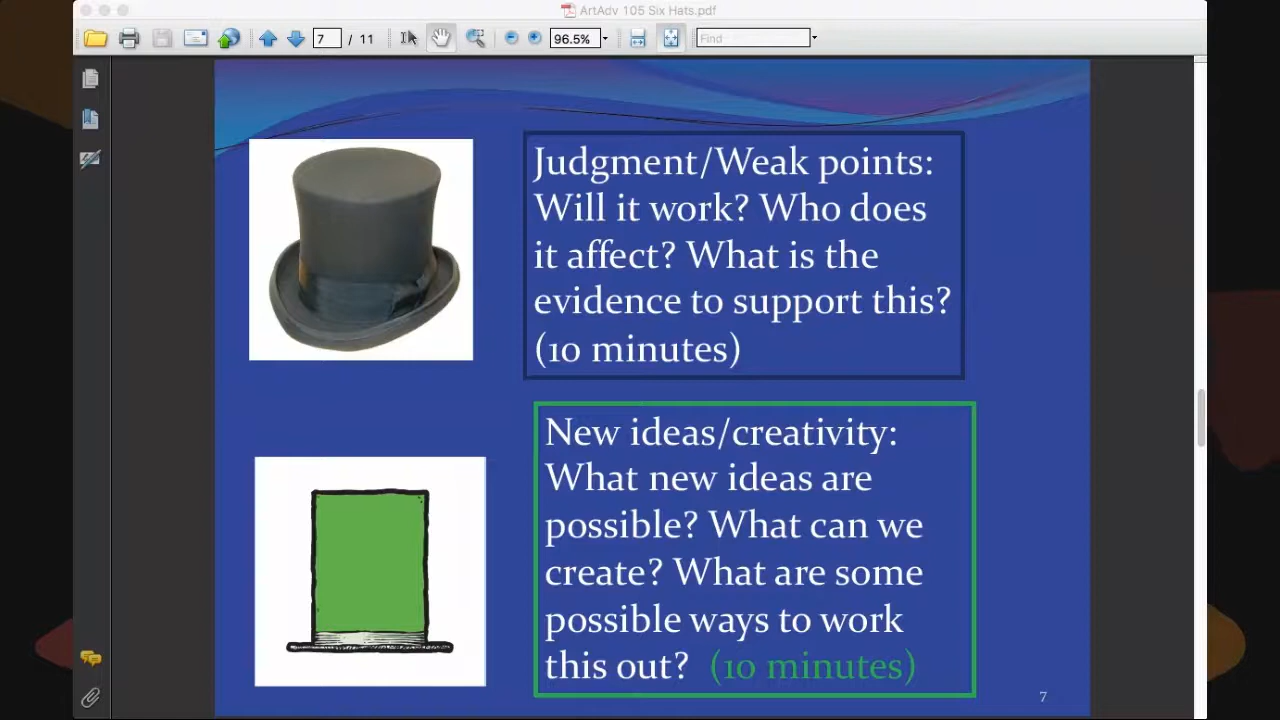 ArtAdv 105 Six Hats.pdf
7 / 11
96.5%
Find
Judgment/Weak points:
Will it work? Who does
it affect? What is the
evidence to support this?
(10 minutes)
New ideas/creativity:
What new ideas are
possible? What can we
create? What are some
possible ways to work
this out? (10 minutes)
7